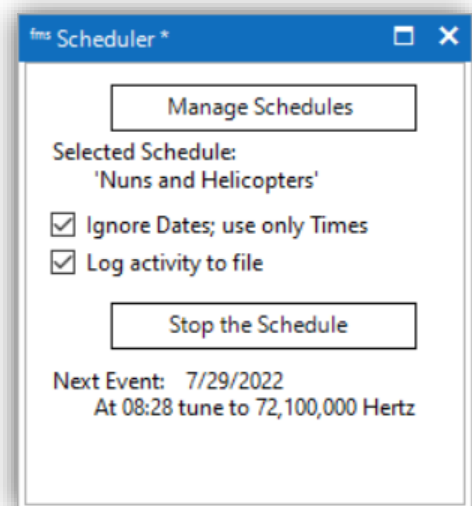 fms Scheduler *
Manage Schedules
Selected Schedule:
'Nuns and Helicopters'
Ignore Dates; use only Times
Log activity to file
Stop the Schedule
Next Event: 7/29/2022
At 08:28 tune to 72,100,000 Hertz